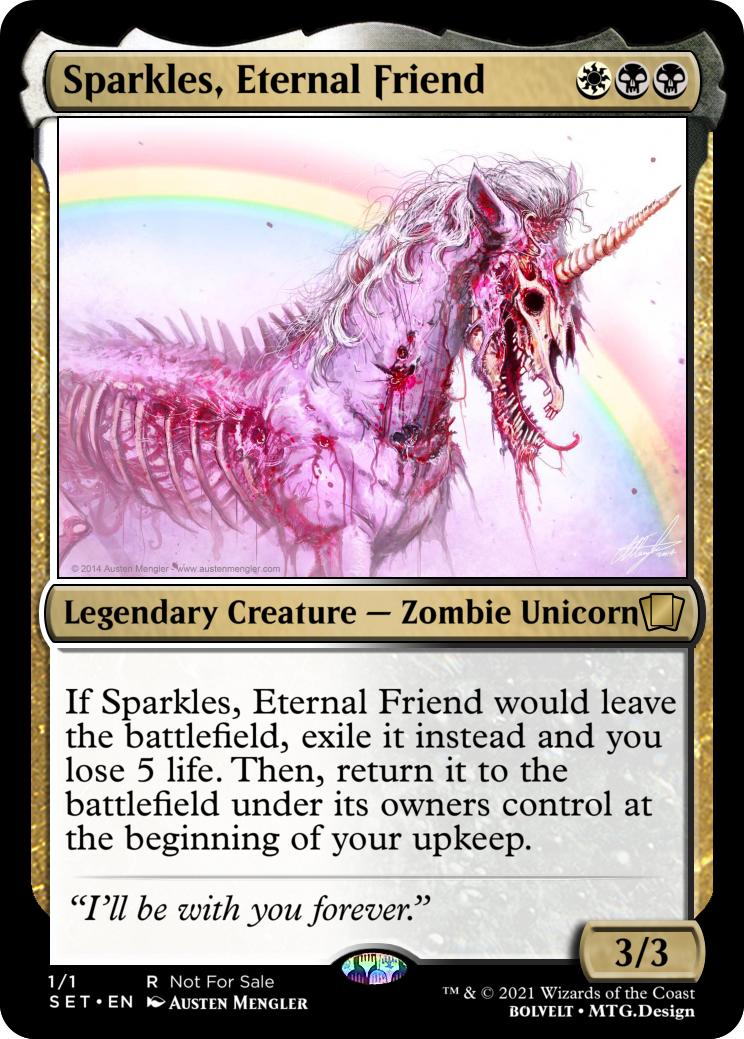 Sparkles, Eternal Friend
© 2014 Austen Mengler - www.austenmengler.com
Legendary Creature — Zombie Unicorn
If Sparkles, Eternal Friend would leave
the battlefield, exile it instead and you
lose 5 life. Then, return it to the
battlefield under its owners control at
the beginning of your upkeep.
“I’ll be with you forever.”
3/3
1/1 R Not For Sale
SET • EN Austen Mengler
™ & © 2021 Wizards of the Coast
BOLVELT • MTG.Design